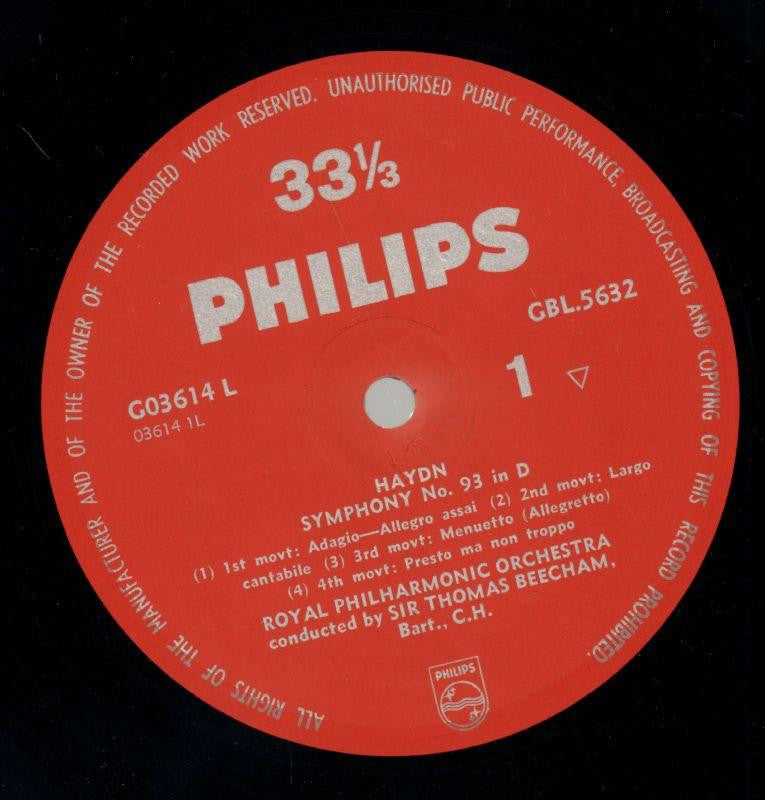 ALL RIGHTS OF THE MANUFACTURER AND OF THE OWNER OF THE RECORDED WORK RESERVED. UNAUTHORISED PUBLIC PERFORMANCE, BROADCASTING AND COPYING OF THIS RECORD PROHIBITED.
33⅓
PHILIPS
GBL.5632
G03614 L
03614 1L
1
HAYDN
SYMPHONY No. 93 in D
(1) 1st movt: Adagio—Allegro assai (2) 2nd movt: Largo
cantabile (3) 3rd movt: Menuetto (Allegretto)
(4) 4th movt: Presto ma non troppo
ROYAL PHILHARMONIC ORCHESTRA
conducted by SIR THOMAS BEECHAM,
Bart., C.H.
PHILIPS